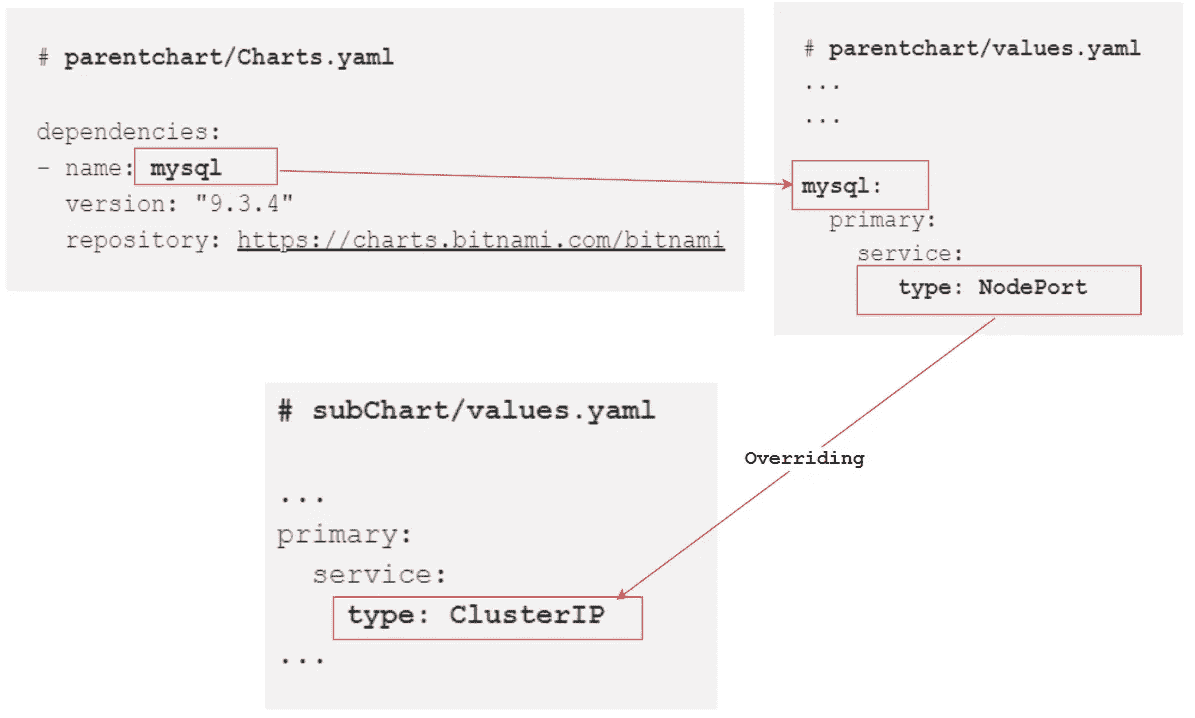 # parentchart/Charts.yaml
dependencies:
- name: mysql
version: "9.3.4"
repository: https://charts.bitnami.com/bitnami
# parentchart/values.yaml
...
...
mysql:
primary:
service:
type: NodePort
Overriding
# subChart/values.yaml
...
primary:
service:
type: ClusterIP
...